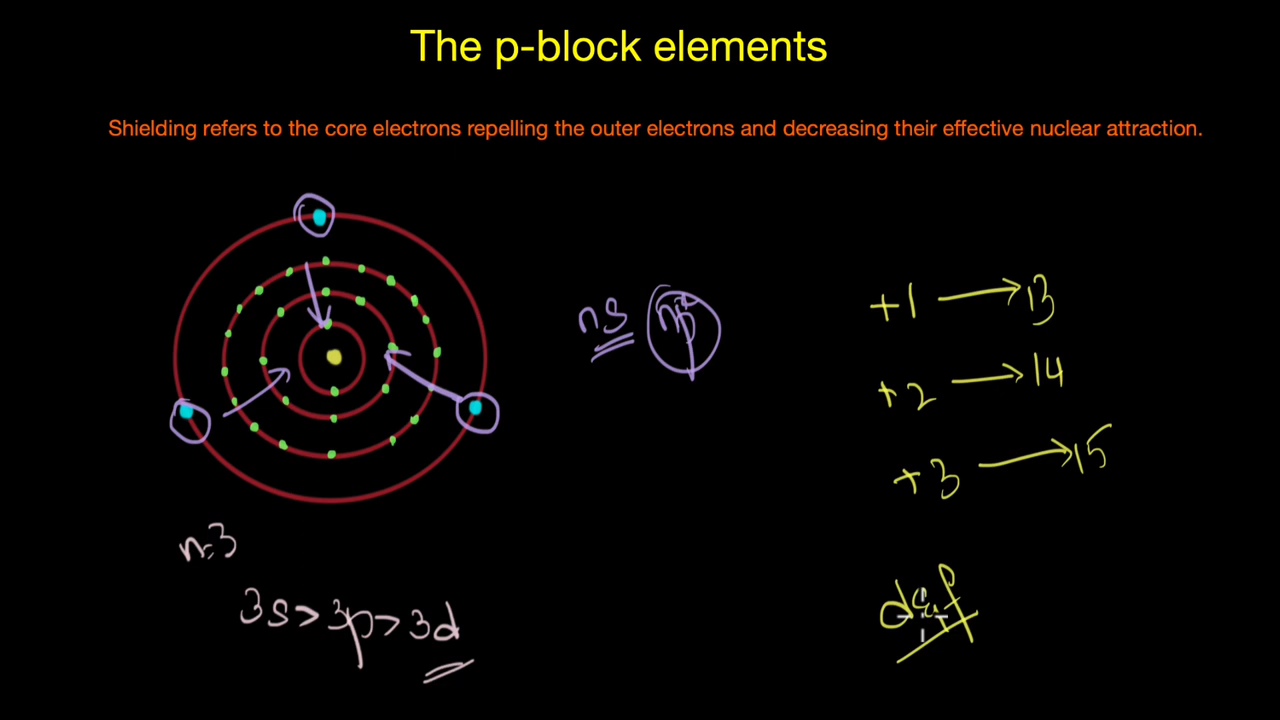 The p-block elements
Shielding refers to the core electrons repelling the outer electrons and decreasing their effective nuclear attraction.
ns np
+1 → 13
+2 → 14
+3 → 15
n=3
3s > 3p > 3d
d f